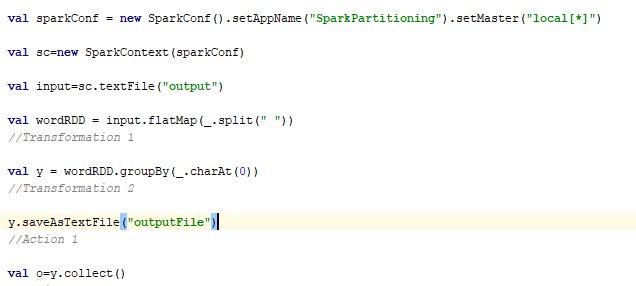 val sparkConf = new SparkConf().setAppName("SparkPartitioning").setMaster("local[*]")
val sc=new SparkContext(sparkConf)
val input=sc.textFile("output")
val wordRDD = input.flatMap(_.split(" "))
//Transformation 1
val y = wordRDD.groupBy(_.charAt(0))
//Transformation 2
y.saveAsTextFile("outputFile")
//Action 1
val o=y.collect()